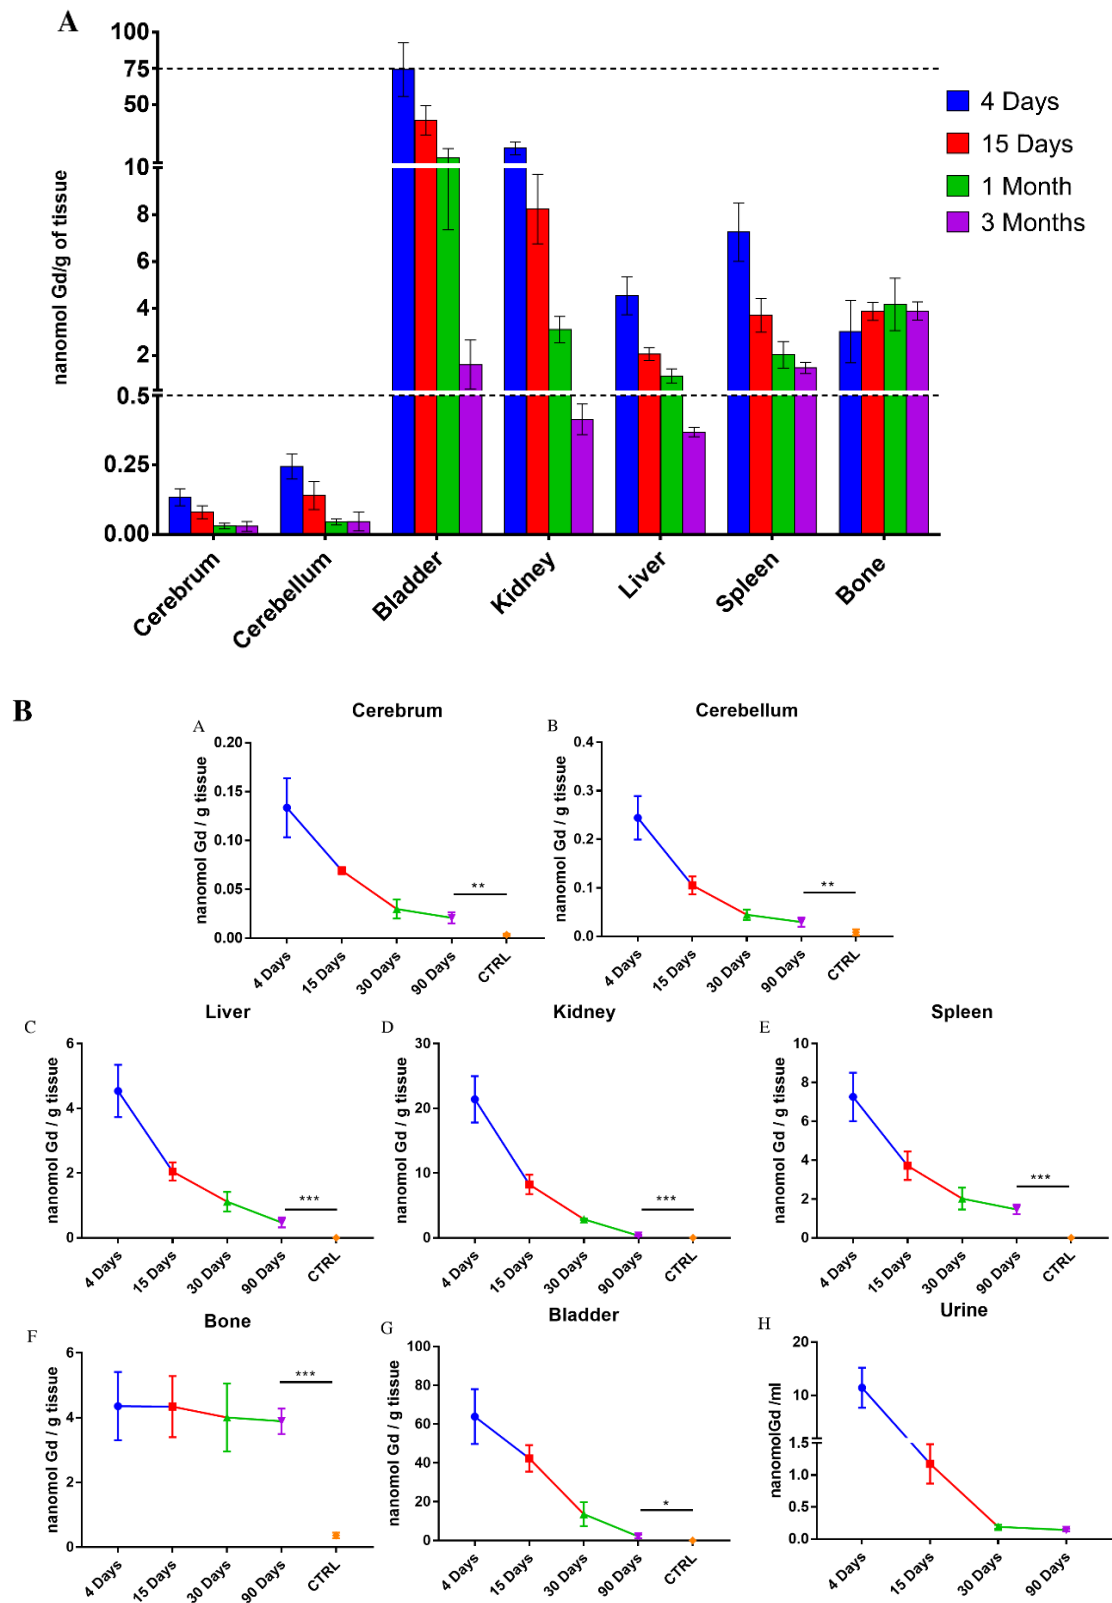 A
100
75
50
10
8
6
4
2
0.5
0.25
0.00
nanomol Gd/g of tissue
4 Days
15 Days
1 Month
3 Months
Cerebrum
Cerebellum
Bladder
Kidney
Liver
Spleen
Bone
B
A
Cerebrum
nanomol Gd / g tissue
0.20
0.15
0.10
0.05
0.00
**
4 Days
15 Days
30 Days
90 Days
CTRL
B
Cerebellum
nanomol Gd / g tissue
0.4
0.3
0.2
0.1
0.0
**
4 Days
15 Days
30 Days
90 Days
CTRL
C
Liver
nanomol Gd / g tissue
6
4
2
0
***
4 Days
15 Days
30 Days
90 Days
CTRL
D
Kidney
nanomol Gd / g tissue
30
20
10
0
***
4 Days
15 Days
30 Days
90 Days
CTRL
E
Spleen
nanomol Gd / g tissue
10
8
6
4
2
0
***
4 Days
15 Days
30 Days
90 Days
CTRL
F
Bone
nanomol Gd / g tissue
6
4
2
0
***
4 Days
15 Days
30 Days
90 Days
CTRL
G
Bladder
nanomol Gd / g tissue
100
80
60
40
20
0
*
4 Days
15 Days
30 Days
90 Days
CTRL
H
Urine
nanomolGd /ml
20
10
1.5
1.0
0.5
0.0
4 Days
15 Days
30 Days
90 Days